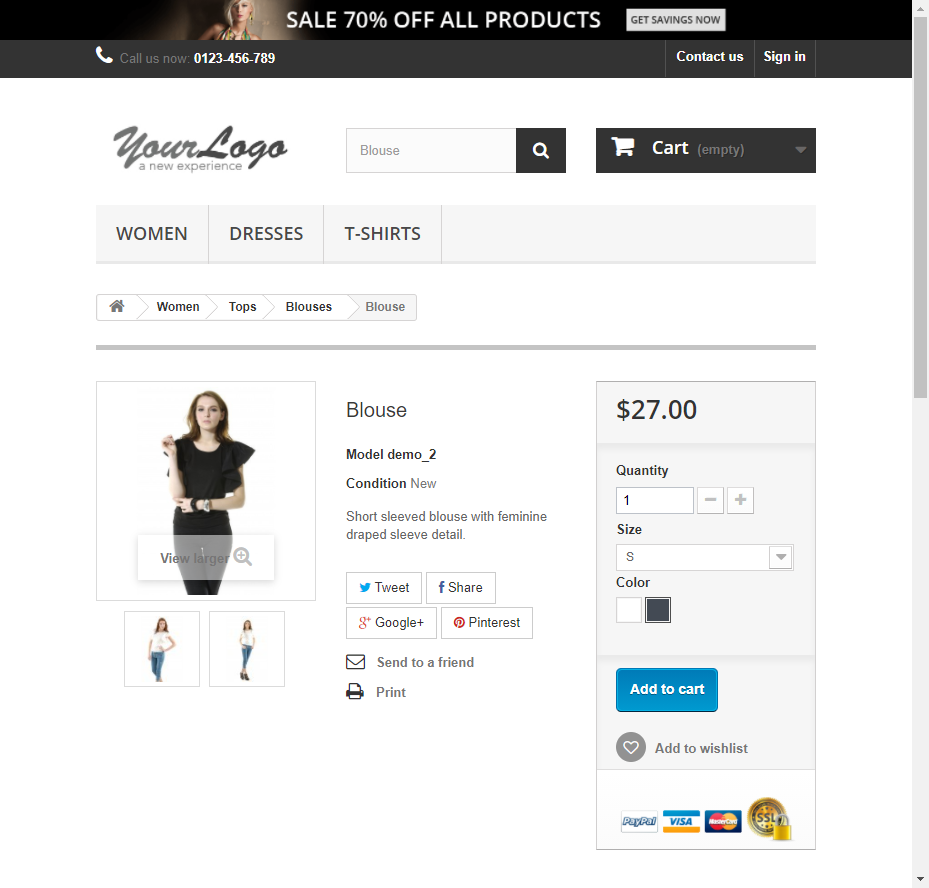 SALE 70% OFF ALL PRODUCTS GET SAVINGS NOW
Call us now: 0123-456-789 Contact us Sign in
YourLogo
a new experience
Blouse
Cart (empty)
WOMEN DRESSES T-SHIRTS
Women Tops Blouses Blouse
Blouse
Model demo_2
Condition New
Short sleeved blouse with feminine
draped sleeve detail.
View larger
Tweet Share
Google+ Pinterest
Send to a friend
Print
$27.00
Quantity
1
Size
S
Color
Add to cart
Add to wishlist
PayPal VISA MasterCard SSL